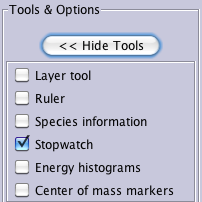 Tools & Options
<< Hide Tools
Layer tool
Ruler
Species information
Stopwatch
Energy histograms
Center of mass markers